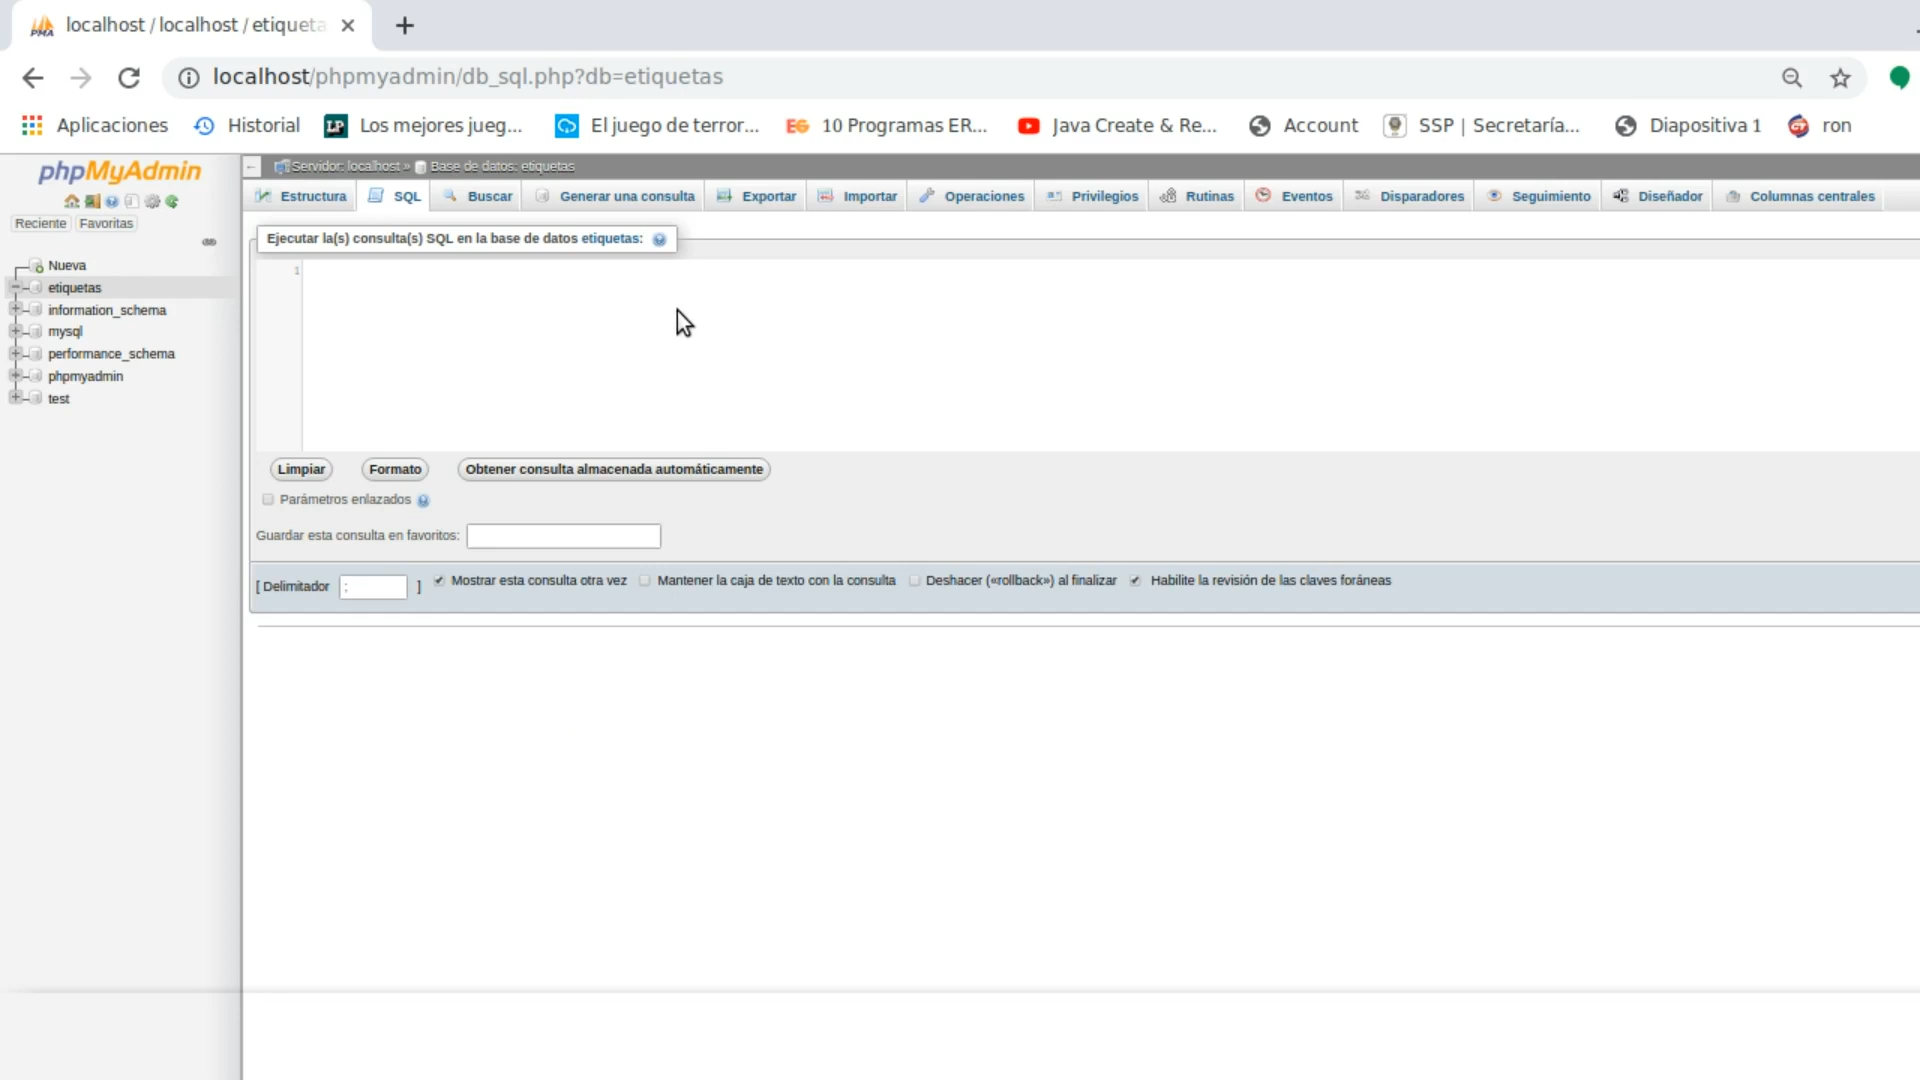 localhost / localhost / etiqueta
localhost/phpmyadmin/db_sql.php?db=etiquetas
Aplicaciones Historial LP Los mejores jueg... El juego de terror... EG 10 Programas ER... Java Create & Re... Account SSP | Secretaría... Diapositiva 1 ron
phpMyAdmin
Servidor: localhost » Base de datos: etiquetas
Estructura SQL Buscar Generar una consulta Exportar Importar Operaciones Privilegios Rutinas Eventos Disparadores Seguimiento Diseñador Columnas centrales
Reciente Favoritas
Ejecutar la(s) consulta(s) SQL en la base de datos etiquetas:
1
Nueva
etiquetas
information_schema
mysql
performance_schema
phpmyadmin
test
Limpiar Formato Obtener consulta almacenada automáticamente
Parámetros enlazados
Guardar esta consulta en favoritos:
[ Delimitador ; ] Mostrar esta consulta otra vez Mantener la caja de texto con la consulta Deshacer («rollback») al finalizar Habilite la revisión de las claves foráneas